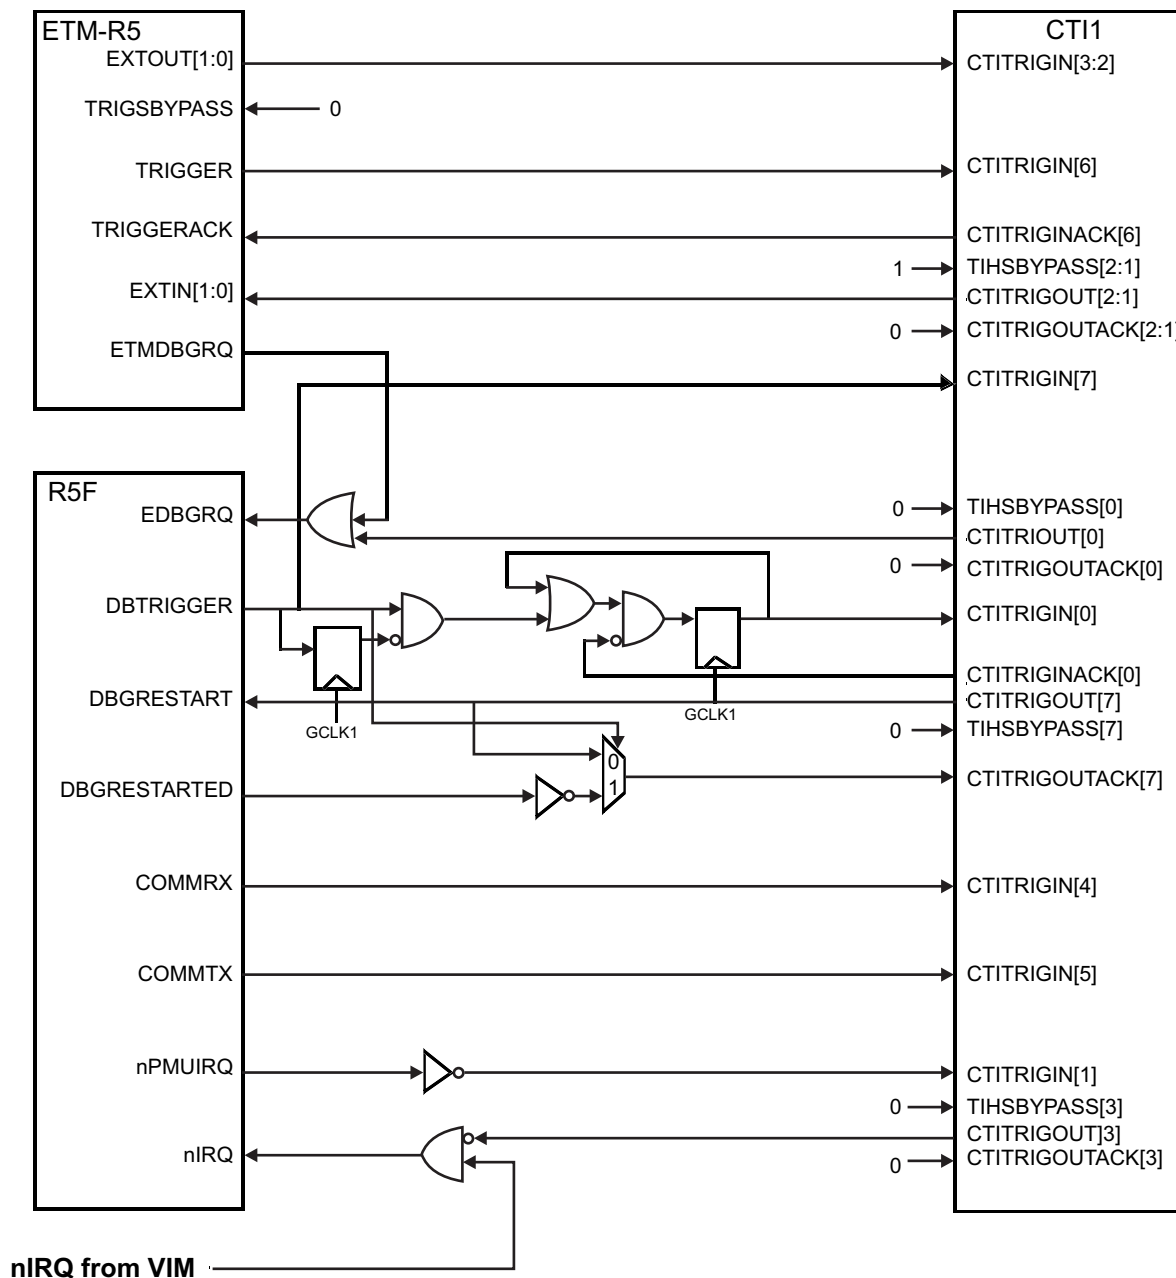 ETM-R5
CTI1
EXTOUT[1:0]
CTITRIGIN[3:2]
TRIGSBYPASS
0
TRIGGER
CTITRIGIN[6]
TRIGGERACK
CTITRIGINACK[6]
1
TIHSBYPASS[2:1]
EXTIN[1:0]
CTITRIGOUT[2:1]
0
CTITRIGOUTACK[2:1]
ETMDBGRQ
CTITRIGIN[7]
R5F
EDBGRQ
0
TIHSBYPASS[0]
CTITRIOUT[0]
0
CTITRIGOUTACK[0]
DBTRIGGER
CTITRIGIN[0]
CTITRIGINACK[0]
DBGRESTART
CTITRIGOUT[7]
GCLK1
GCLK1
0
TIHSBYPASS[7]
0
1
DBGRESTARTED
CTITRIGOUTACK[7]
COMMRX
CTITRIGIN[4]
COMMTX
CTITRIGIN[5]
nPMUIRQ
CTITRIGIN[1]
0
TIHSBYPASS[3]
CTITRIGOUT]3]
nIRQ
0
CTITRIGOUTACK[3]
nIRQ from VIM